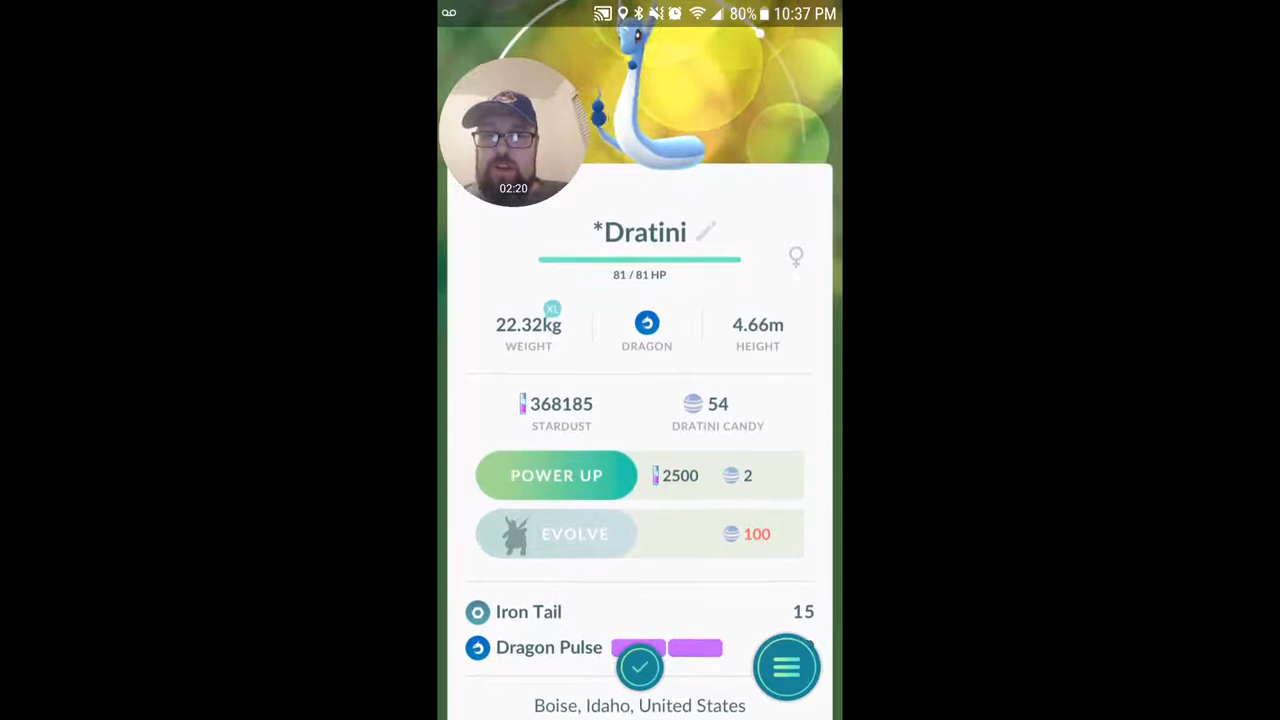 80% 10:37 PM
02:20
*Dratini
81 / 81 HP
XL
22.32kg
WEIGHT
DRAGON
4.66m
HEIGHT
368185
STARDUST
54
DRATINI CANDY
POWER UP 2500 2
EVOLVE 100
Iron Tail 15
Dragon Pulse
Boise, Idaho, United States